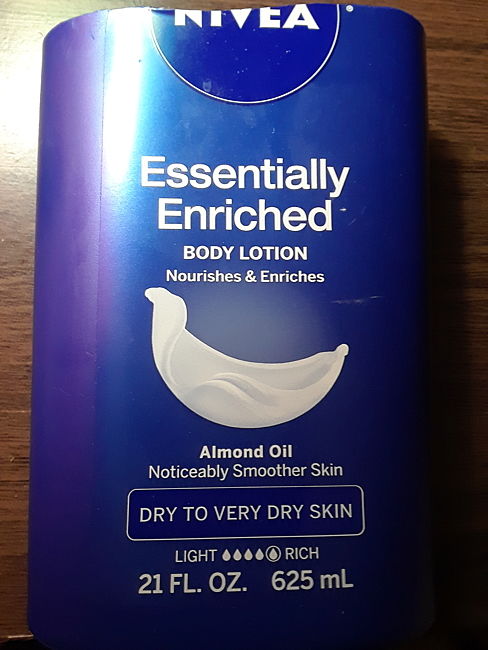 NIVEA
Essentially
Enriched
BODY LOTION
Nourishes & Enriches
Almond Oil
Noticeably Smoother Skin
DRY TO VERY DRY SKIN
LIGHT RICH
21 FL. OZ. 625 mL